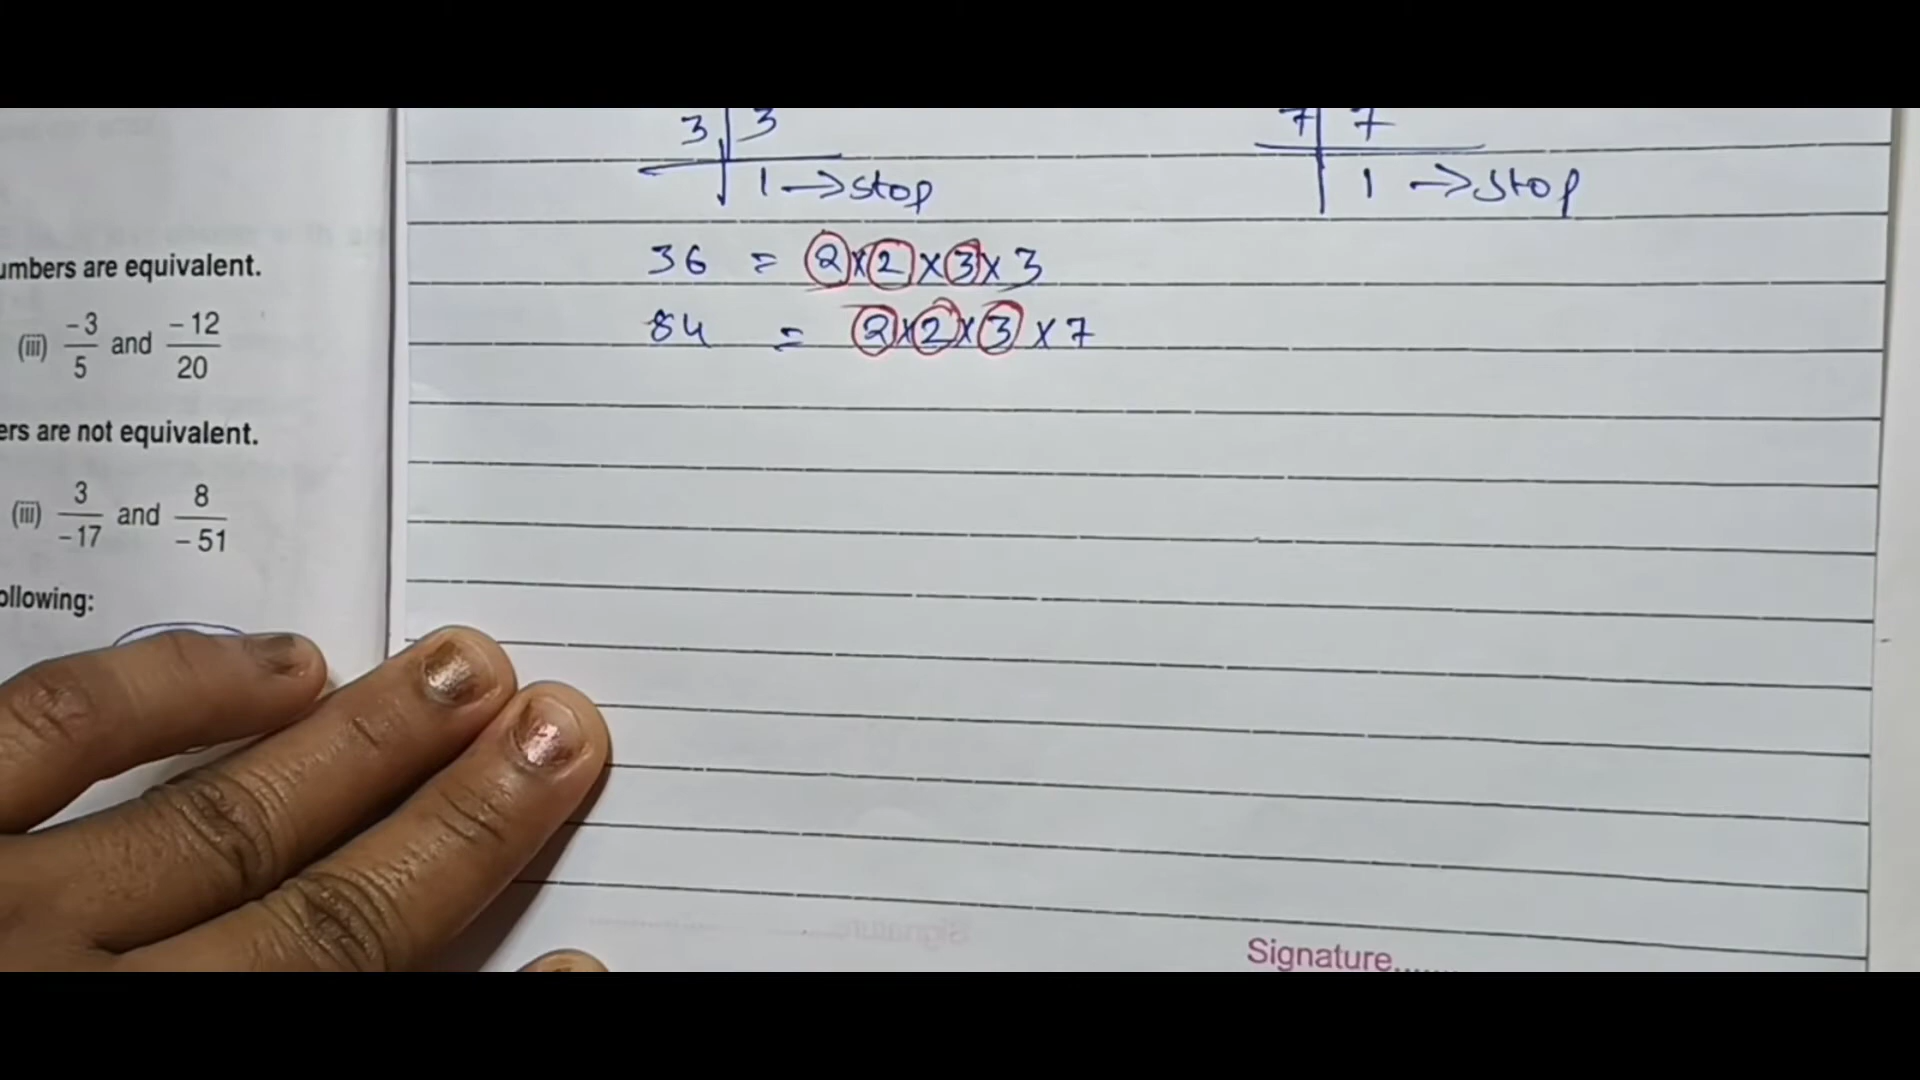 umbers are equivalent.
(iii) -3/5 and -12/20
ers are not equivalent.
(iii) 3/-17 and 8/-51
ollowing:
3 | 3
1 → stop
7 | 7
1 → stop
36 = 2×2×3×3
84 = 2×2×3×7
Signature........